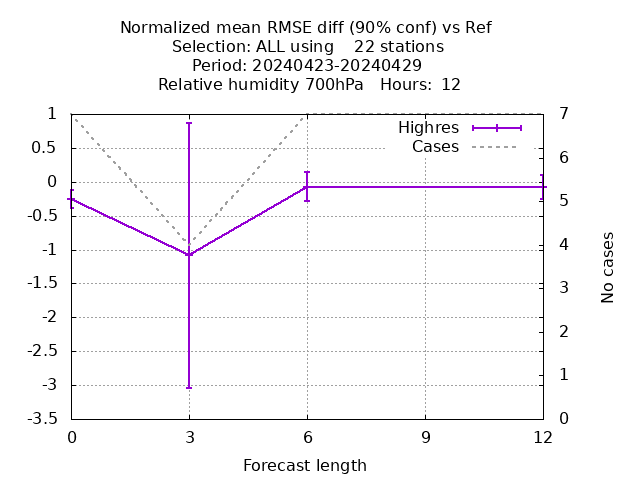 Normalized mean RMSE diff (90% conf) vs Ref
Selection: ALL using    22 stations
Period: 20240423-20240429
Relative humidity 700hPa   Hours:  12
Highres
Cases
1
0.5
0
-0.5
-1
-1.5
-2
-2.5
-3
-3.5
7
6
5
4
3
2
1
0
No cases
0 3 6 9 12
Forecast length